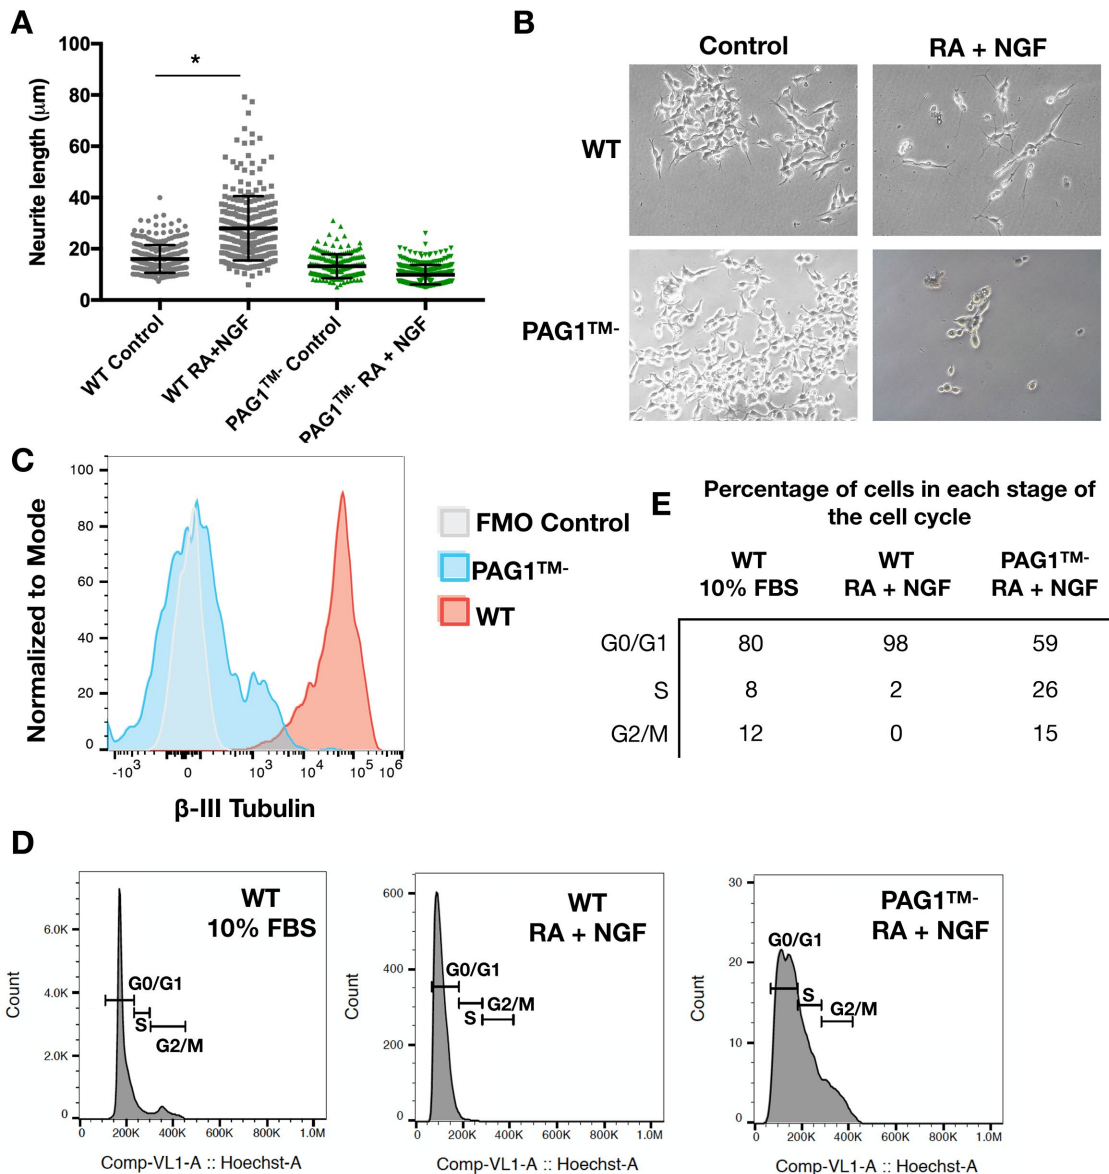 A
100
80
60
40
20
0
Neurite length (μm)
*
WT Control
WT RA+NGF
PAG1TM- Control
PAG1TM- RA + NGF
B
Control
RA + NGF
WT
PAG1TM-
C
100
80
60
40
20
0
Normalized to Mode
-10³
0
10³
10⁴
10⁵
10⁶
β-III Tubulin
FMO Control
PAG1TM-
WT
E
Percentage of cells in each stage of
the cell cycle
WT
10% FBS
WT
RA + NGF
PAG1TM-
RA + NGF
G0/G1 80 98 59
S 8 2 26
G2/M 12 0 15
D
WT
10% FBS
6.0K
4.0K
2.0K
0
Count
G0/G1
S
G2/M
0 200K 400K 600K 800K 1.0M
Comp-VL1-A :: Hoechst-A
WT
RA + NGF
600
400
200
0
Count
G0/G1
S
G2/M
0 200K 400K 600K 800K 1.0M
Comp-VL1-A :: Hoechst-A
PAG1TM-
RA + NGF
30
20
10
0
Count
G0/G1
S
G2/M
0 200K 400K 600K 800K 1.0M
Comp-VL1-A :: Hoechst-A